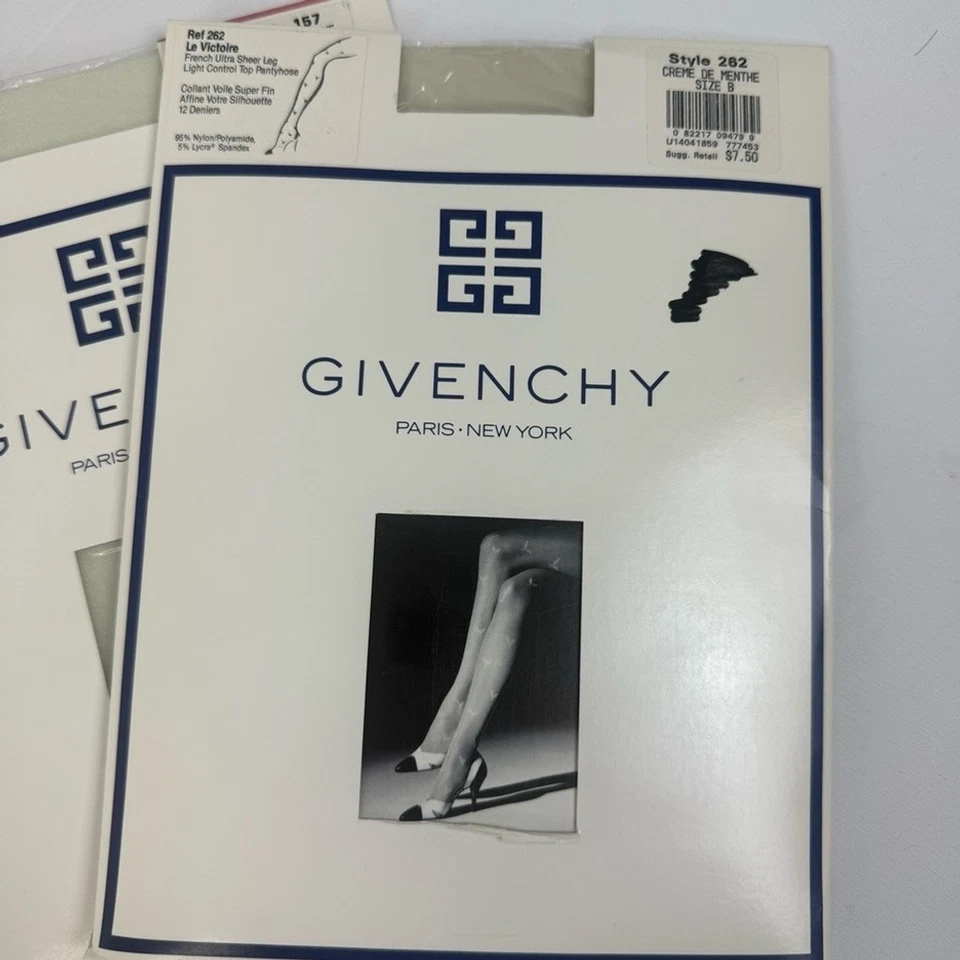 157
Ref 262
Le Victoire
French Ultra Sheer Leg
Light Control Top Pantyhose
Collant Voile Super Fin
Affine Votre Silhouette
12 Deniers
95% Nylon/Polyamide,
5% Lycra® Spandex
Style 262
CREME DE MENTHE
SIZE B
0 82217 09479 0
U14041859 777453
Sugg. Retail $7.50
GIVENCHY
PARIS·NEW YORK
GIVE
PARIS